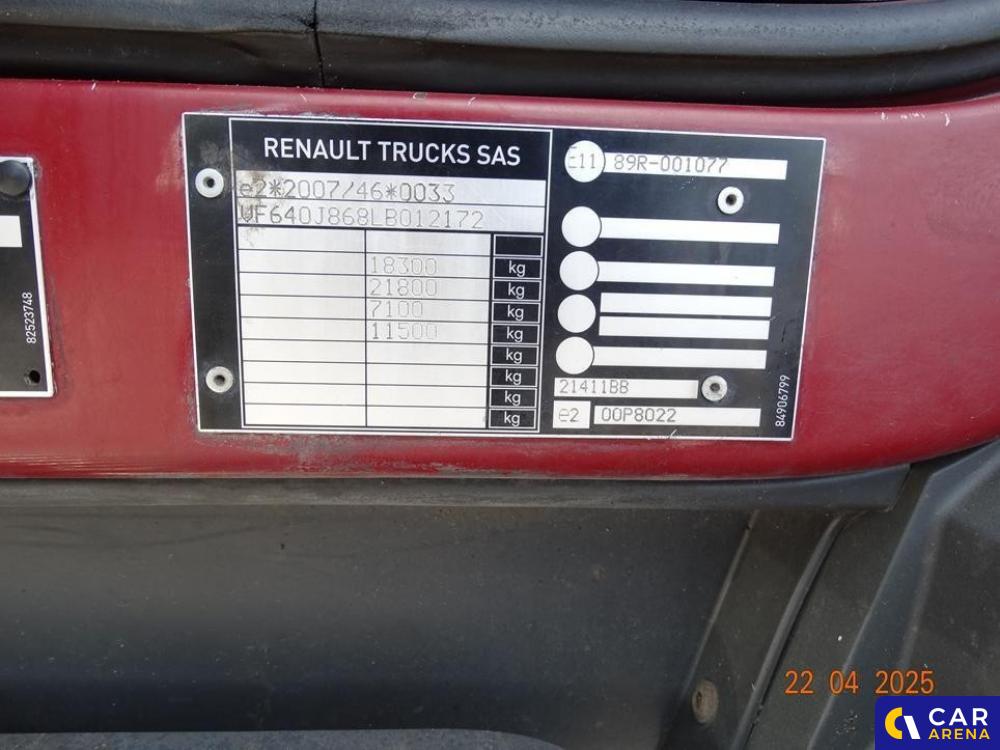 RENAULT TRUCKS SAS
e2*2007/46*0033
VF640J868LB012172
18300 kg
21800 kg
7100 kg
11500 kg
kg
kg
kg
kg
E11 89R-001077
21411BB
e2 00P8022
84906799
82523748
22 04 2025
CAR
ARENA